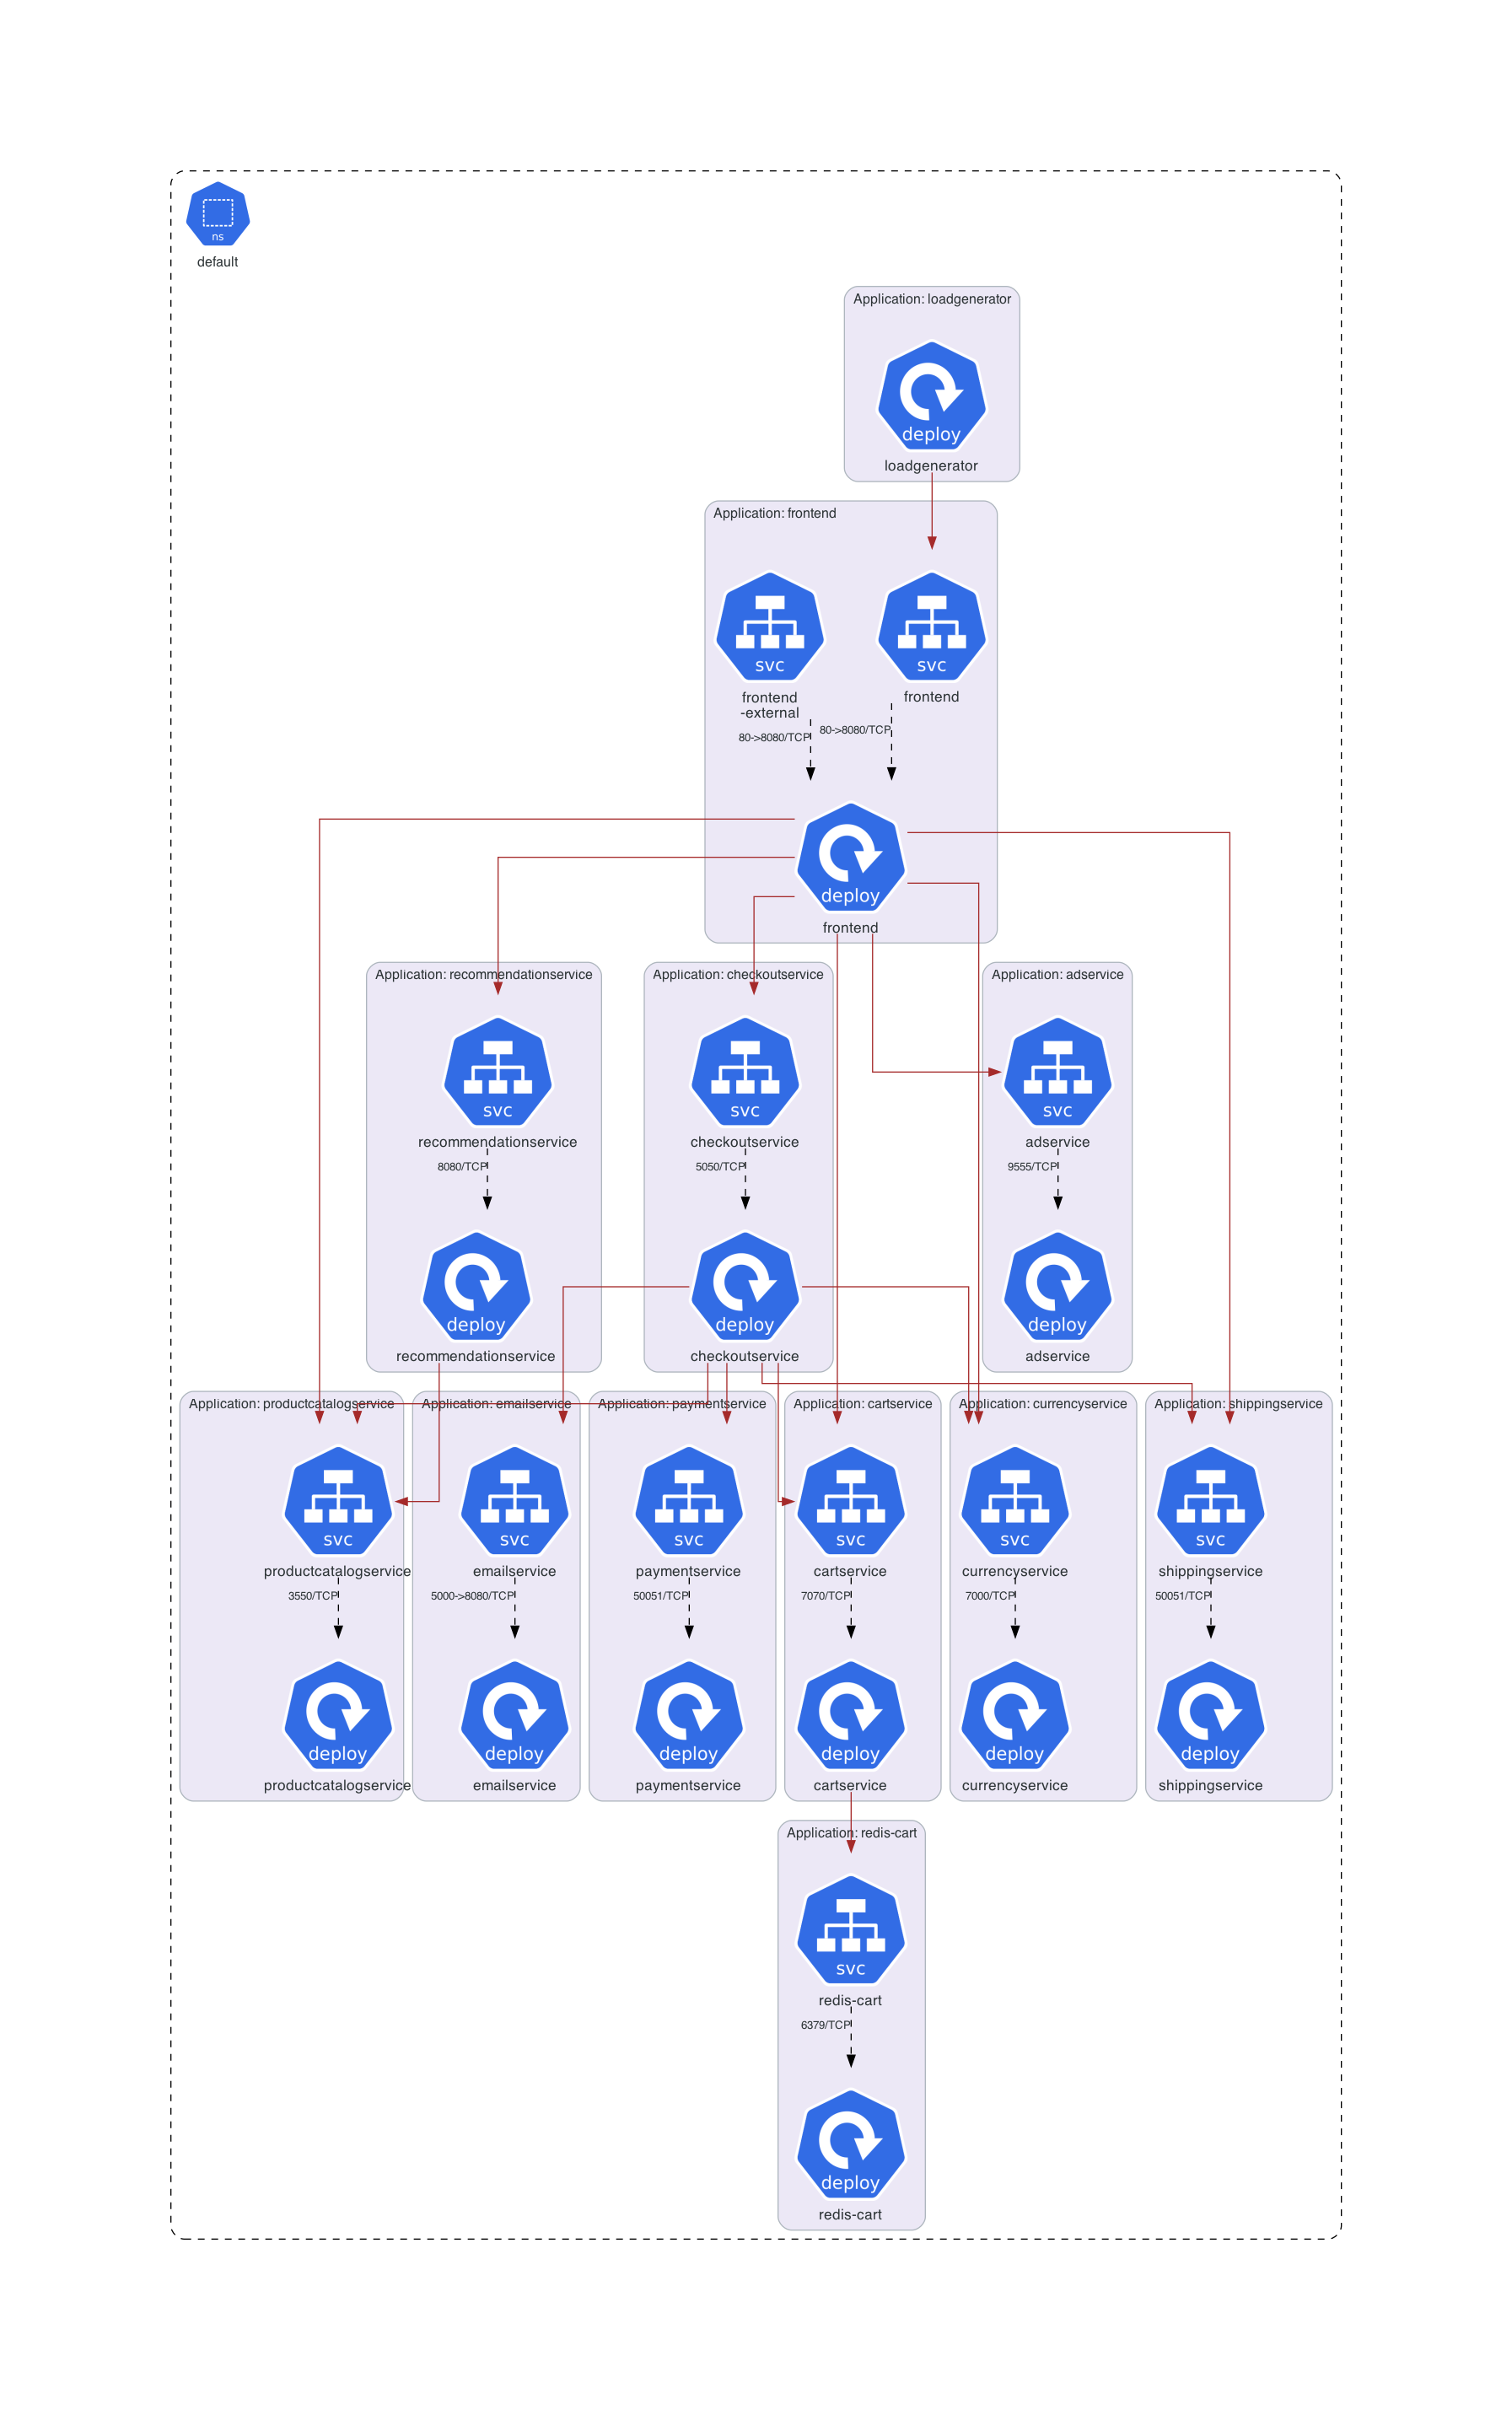 ns
default
Application: loadgenerator
deploy
loadgenerator
Application: frontend
svc
frontend
-external
svc
frontend
80->8080/TCP
80->8080/TCP
deploy
frontend
Application: recommendationservice
svc
recommendationservice
8080/TCP
deploy
recommendationservice
Application: checkoutservice
svc
checkoutservice
5050/TCP
deploy
checkoutservice
Application: adservice
svc
adservice
9555/TCP
deploy
adservice
Application: productcatalogservice
svc
productcatalogservice
3550/TCP
deploy
productcatalogservice
Application: emailservice
svc
emailservice
5000->8080/TCP
deploy
emailservice
Application: paymentservice
svc
paymentservice
50051/TCP
deploy
paymentservice
Application: cartservice
svc
cartservice
7070/TCP
deploy
cartservice
Application: currencyservice
svc
currencyservice
7000/TCP
deploy
currencyservice
Application: shippingservice
svc
shippingservice
50051/TCP
deploy
shippingservice
Application: redis-cart
svc
redis-cart
6379/TCP
deploy
redis-cart